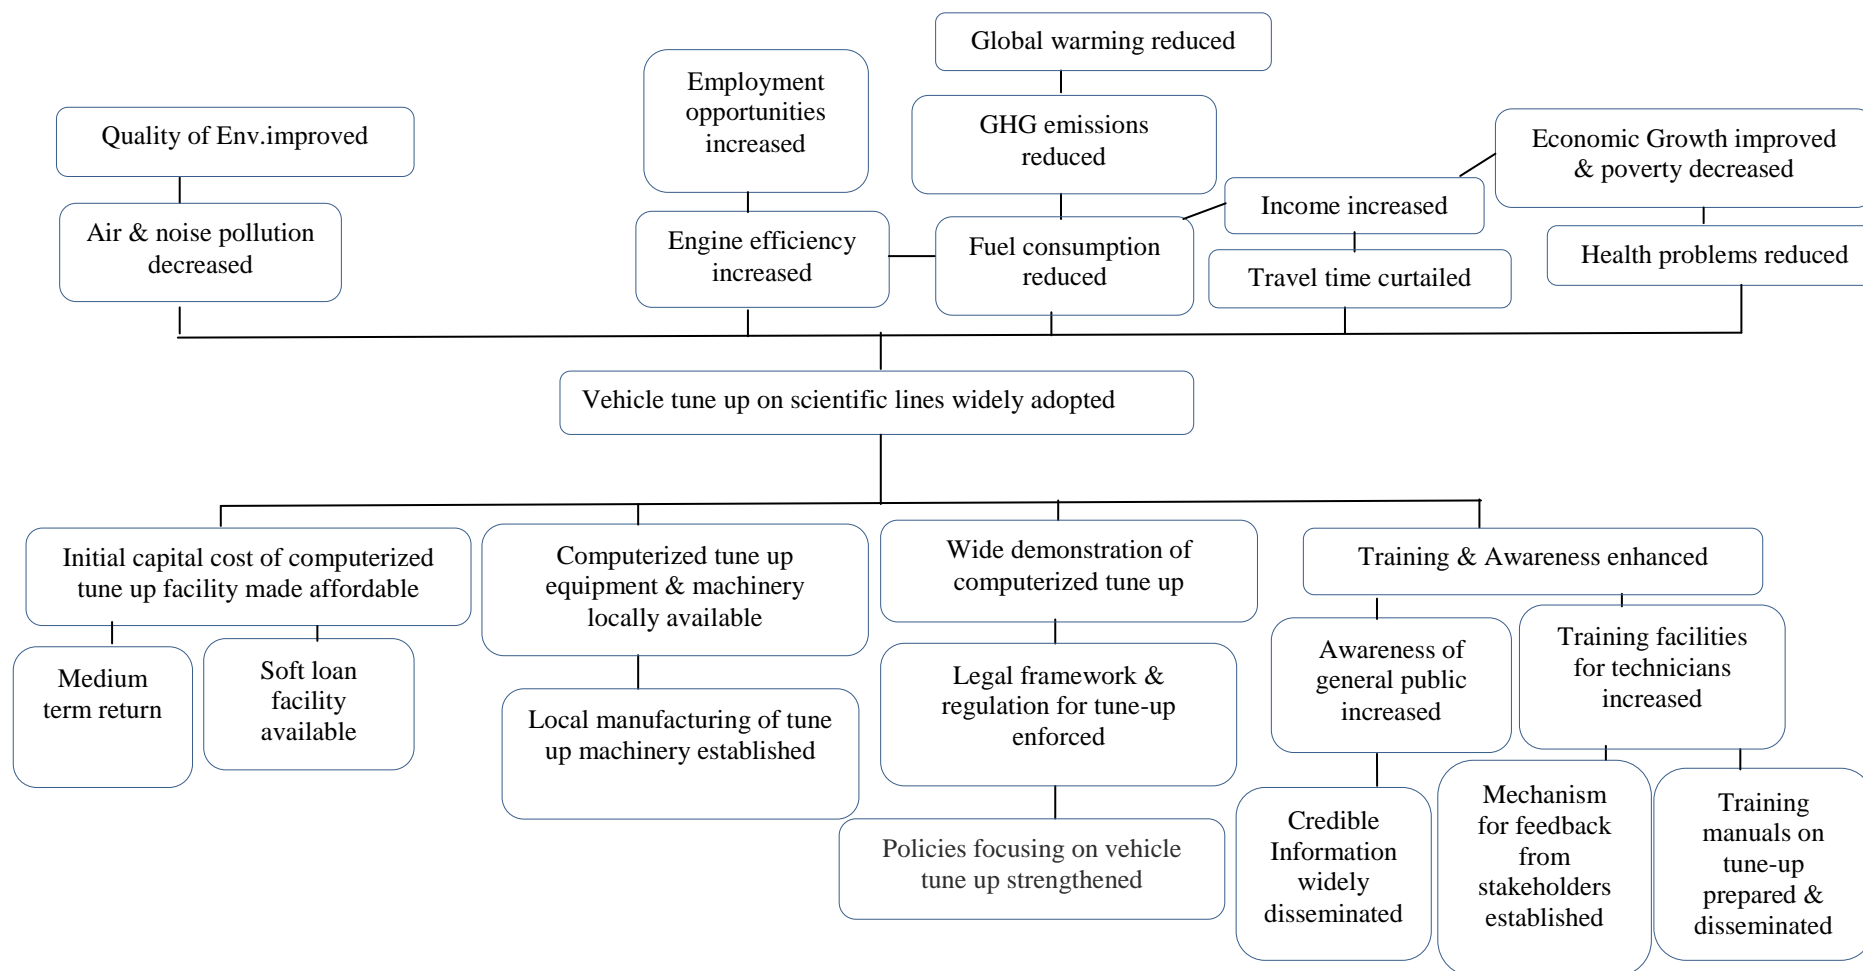 Global warming reduced
Employment
opportunities
increased
GHG emissions
reduced
Quality of Env.improved
Economic Growth improved
& poverty decreased
Income increased
Air & noise pollution
decreased
Engine efficiency
increased
Fuel consumption
reduced
Travel time curtailed
Health problems reduced
Vehicle tune up on scientific lines widely adopted
Initial capital cost of computerized
tune up facility made affordable
Computerized tune up
equipment & machinery
locally available
Wide demonstration of
computerized tune up
Training & Awareness enhanced
Medium
term return
Soft loan
facility
available
Local manufacturing of tune
up machinery established
Legal framework &
regulation for tune-up
enforced
Awareness of
general public
increased
Training facilities
for technicians
increased
Policies focusing on vehicle
tune up strengthened
Credible
Information
widely
disseminated
Mechanism
for feedback
from
stakeholders
established
Training
manuals on
tune-up
prepared &
disseminated